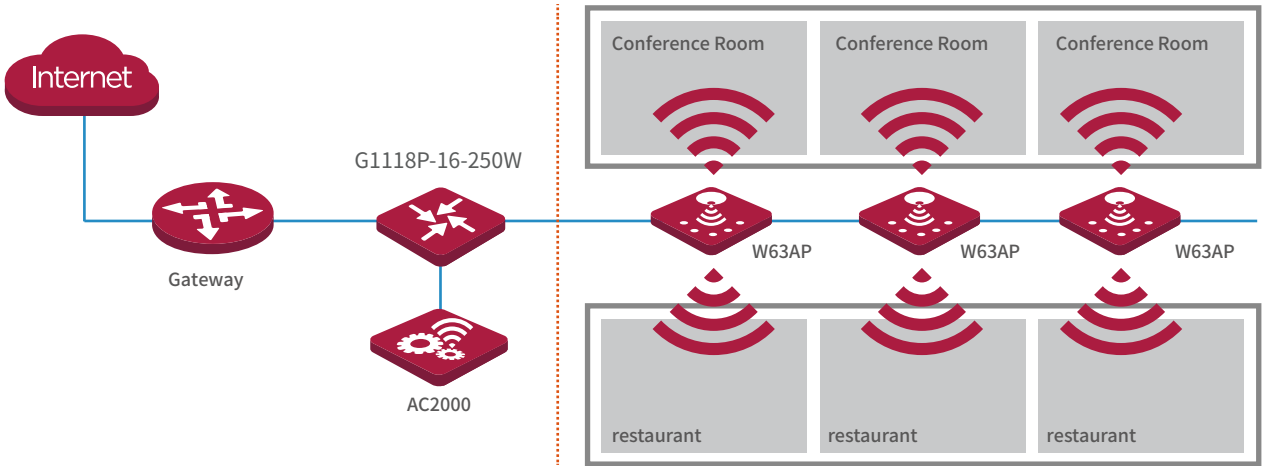 Internet
Conference Room
Conference Room
Conference Room
G1118P-16-250W
W63AP
W63AP
W63AP
Gateway
AC2000
restaurant
restaurant
restaurant